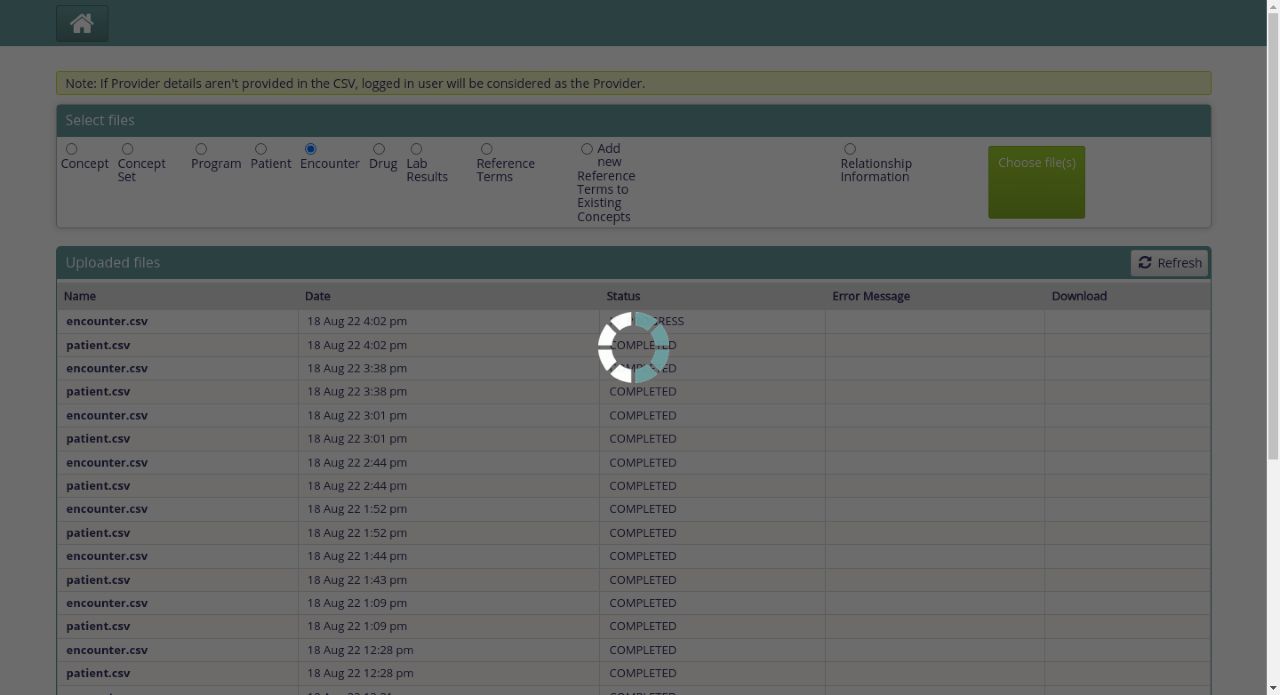 Note: If Provider details aren't provided in the CSV, logged in user will be considered as the Provider.
Select files
Concept
Concept
Set
Program
Patient
Encounter
Drug
Lab
Results
Reference
Terms
Add
new
Reference
Terms to
Existing
Concepts
Relationship
Information
Choose file(s)
Uploaded files
Refresh
Name Date Status Error Message Download
encounter.csv 18 Aug 22 4:02 pm
patient.csv 18 Aug 22 4:02 pm COMPLETED
encounter.csv 18 Aug 22 3:38 pm COMPLETED
patient.csv 18 Aug 22 3:38 pm COMPLETED
encounter.csv 18 Aug 22 3:01 pm COMPLETED
patient.csv 18 Aug 22 3:01 pm COMPLETED
encounter.csv 18 Aug 22 2:44 pm COMPLETED
patient.csv 18 Aug 22 2:44 pm COMPLETED
encounter.csv 18 Aug 22 1:52 pm COMPLETED
patient.csv 18 Aug 22 1:52 pm COMPLETED
encounter.csv 18 Aug 22 1:44 pm COMPLETED
patient.csv 18 Aug 22 1:43 pm COMPLETED
encounter.csv 18 Aug 22 1:09 pm COMPLETED
patient.csv 18 Aug 22 1:09 pm COMPLETED
encounter.csv 18 Aug 22 12:28 pm COMPLETED
patient.csv 18 Aug 22 12:28 pm COMPLETED